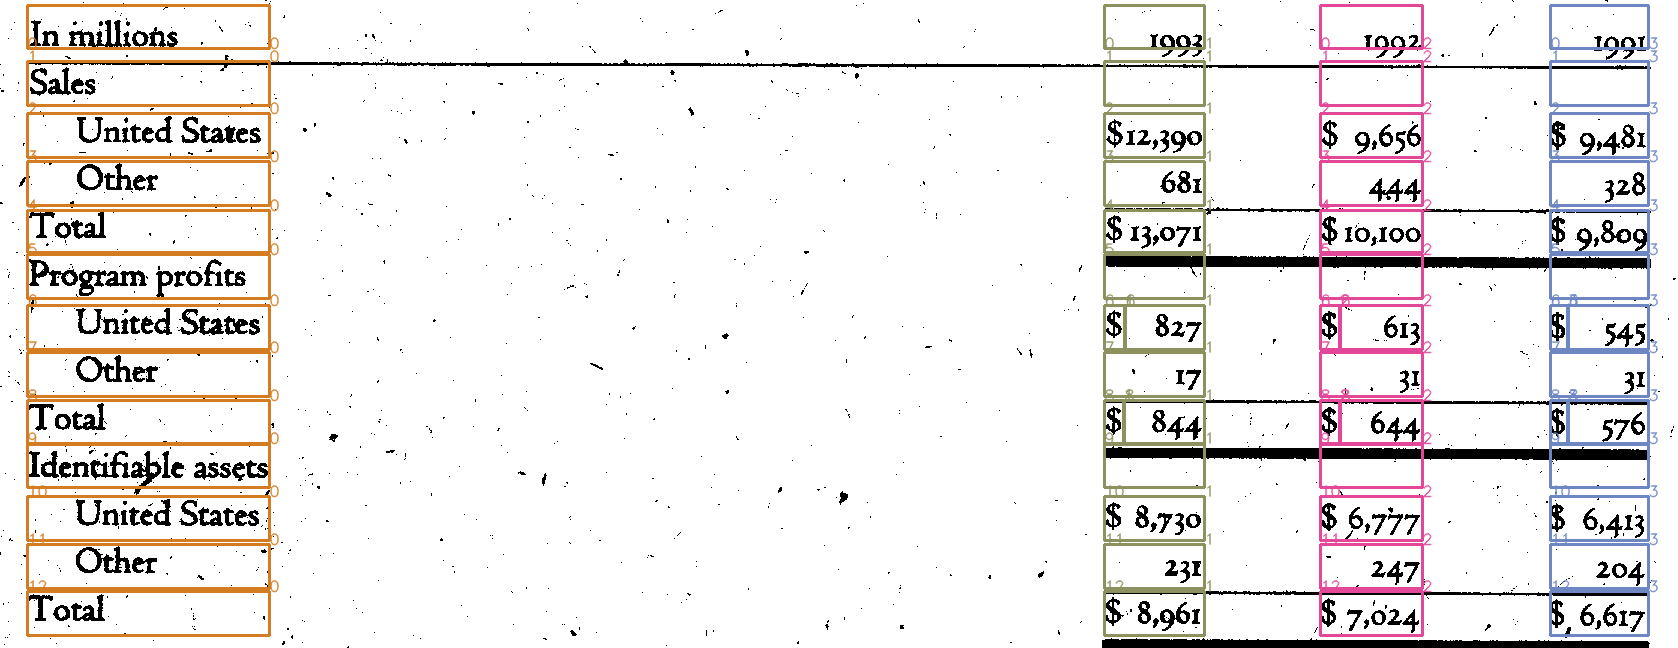 In millions 1993 1992 1991
Sales
United States $12,390 $ 9,656 $ 9,481
Other 681 444 328
Total $ 13,071 $ 10,100 $ 9,809
Program profits
United States $ 827 $ 613 $ 545
Other 17 31 31
Total $ 844 $ 644 $ 576
Identifiable assets
United States $ 8,730 $ 6,777 $ 6,413
Other 231 247 204
Total $ 8,961 $ 7,024 $ 6,617